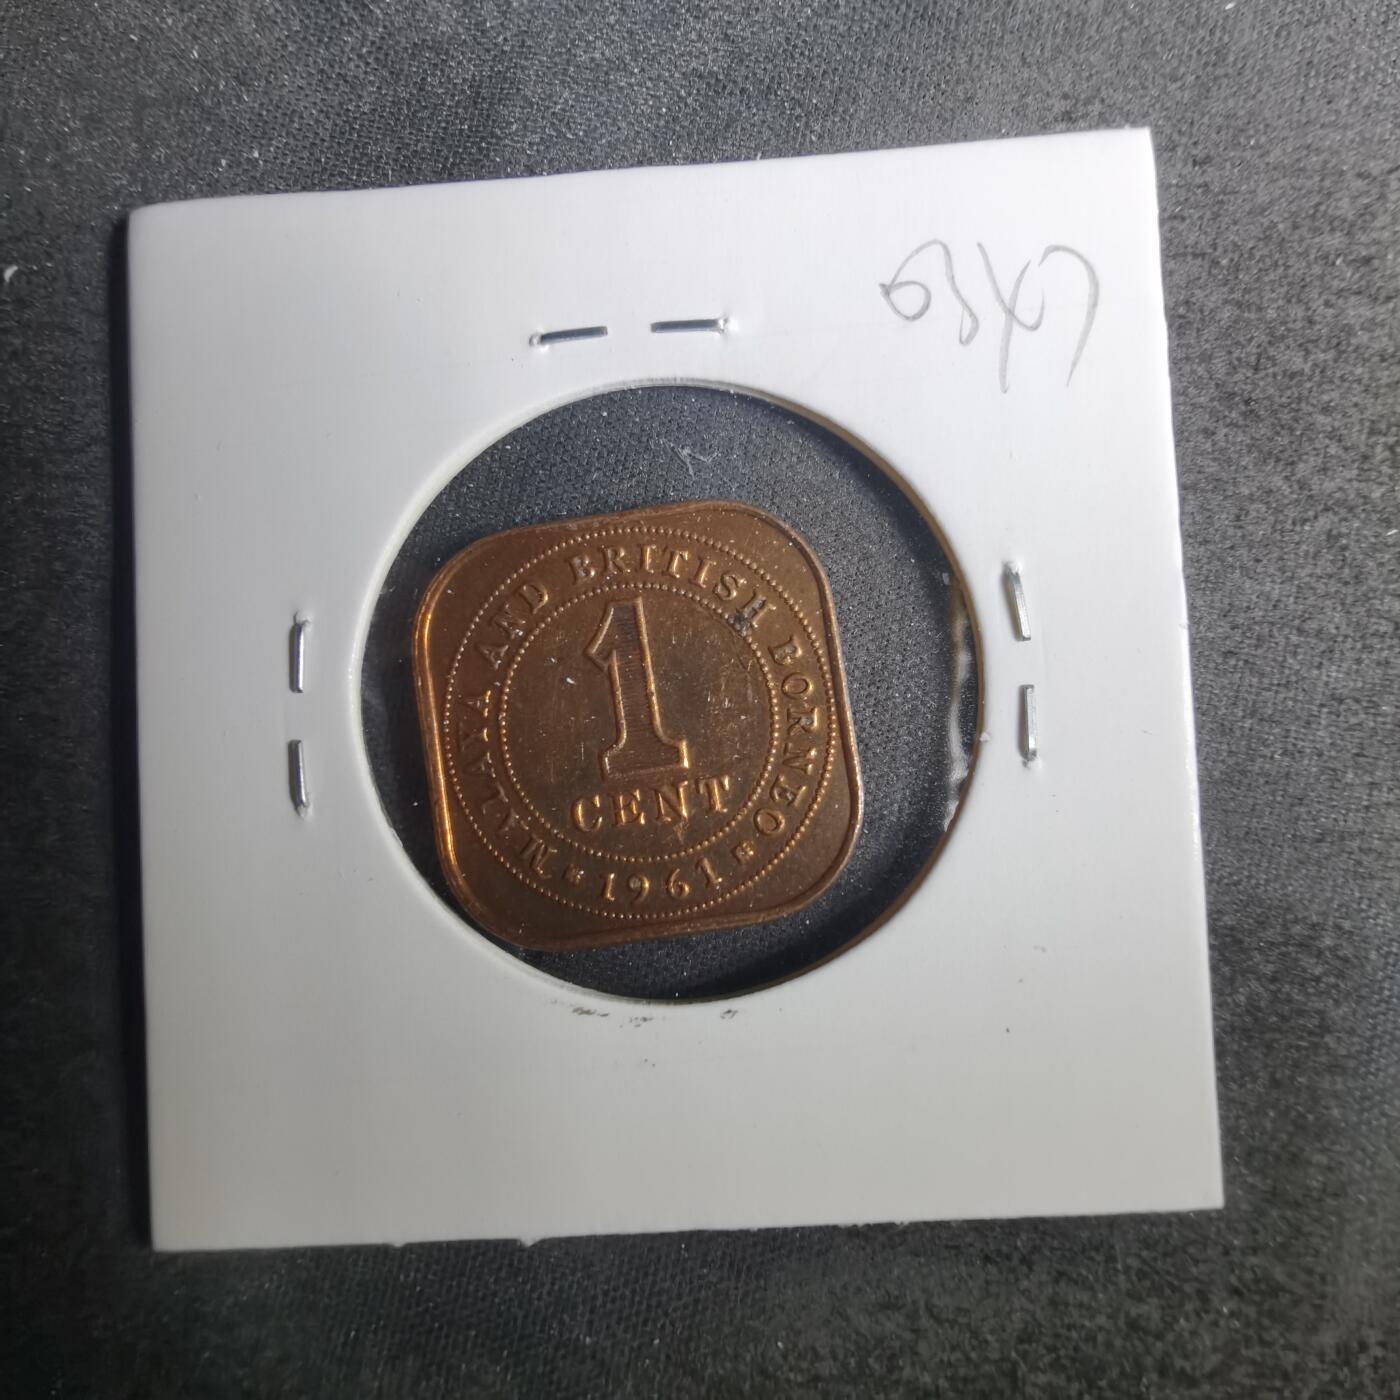 MALAYA AND BRITISH BORNEO
1
CENT
1961